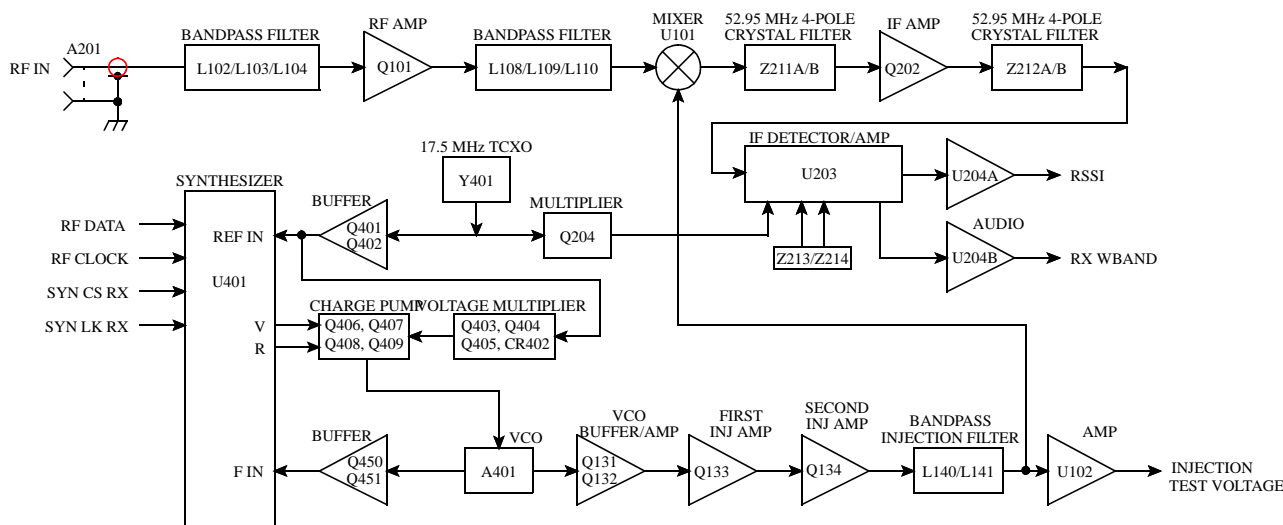 RF AMP
MIXER
U101
52.95 MHz 4-POLE
CRYSTAL FILTER
IF AMP
52.95 MHz 4-POLE
CRYSTAL FILTER
A201
BANDPASS FILTER
BANDPASS FILTER
RF IN
L102/L103/L104
Q101
L108/L109/L110
Z211A/B
Q202
Z212A/B
17.5 MHz TCXO
IF DETECTOR/AMP
Y401
U203
U204A
RSSI
SYNTHESIZER
BUFFER
MULTIPLIER
AUDIO
RF DATA
REF IN
Q401
Q402
Q204
RF CLOCK
Z213/Z214
U204B
RX WBAND
U401
SYN CS RX
CHARGE PUMP
VOLTAGE MULTIPLIER
SYN LK RX
V
Q406, Q407
Q403, Q404
R
Q408, Q409
Q405, CR402
BUFFER
VCO
VCO
BUFFER/AMP
FIRST
INJ AMP
SECOND
INJ AMP
BANDPASS
INJECTION FILTER
AMP
F IN
Q450
Q451
A401
Q131
Q132
Q133
Q134
L140/L141
U102
INJECTION
TEST VOLTAGE